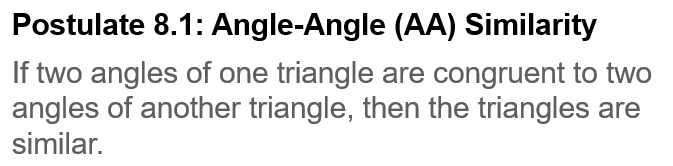 Postulate 8.1: Angle-Angle (AA) Similarity
If two angles of one triangle are congruent to two
angles of another triangle, then the triangles are
similar.